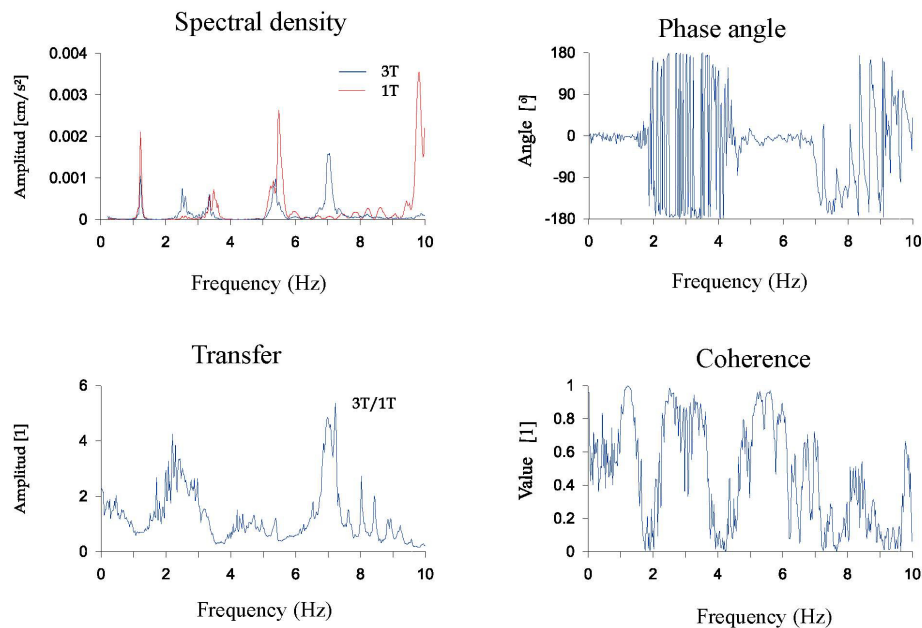 Spectral density
0.004
0.003
0.002
0.001
0
Amplitud [cm/s²]
3T
1T
0 2 4 6 8 10
Frequency (Hz)
Phase angle
180
90
0
-90
-180
Angle [º]
0 2 4 6 8 10
Frequency (Hz)
Transfer
6
4
2
0
Amplitud [1]
3T/1T
0 2 4 6 8 10
Frequency (Hz)
Coherence
1
0.8
0.6
0.4
0.2
0
Value [1]
0 2 4 6 8 10
Frequency (Hz)